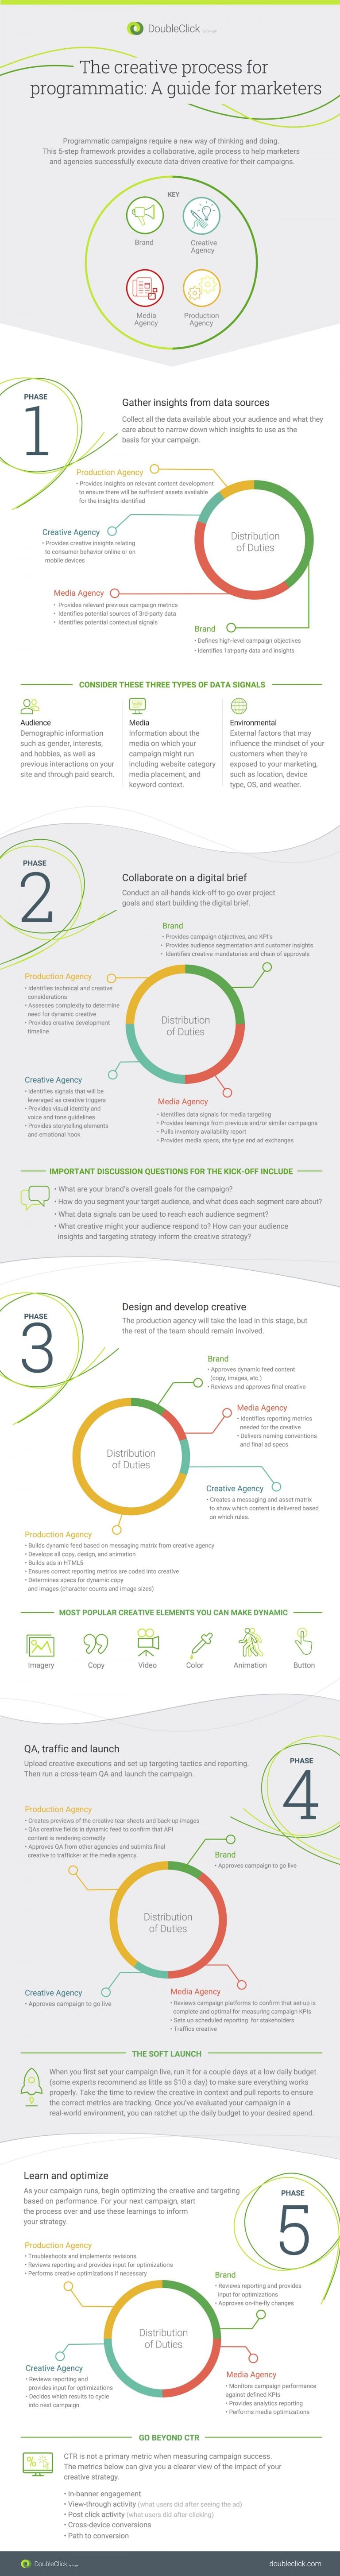 DoubleClick by Google
The creative process for
programmatic: A guide for marketers
Programmatic campaigns require a new way of thinking and doing.
This 5-step framework provides a collaborative, agile process to help marketers
and agencies successfully execute data-driven creative for their campaigns.
KEY
Brand
Creative
Agency
Media
Agency
Production
Agency
PHASE
1
Gather insights from data sources
Collect all the data available about your audience and what they
care about to narrow down which insights to use as the
basis for your campaign.
Production Agency
• Provides insights on relevant content development
to ensure there will be sufficient assets available
for the insights identified
Creative Agency
• Provides creative insights relating
to consumer behavior online or on
mobile devices
Distribution
of Duties
Media Agency
• Provides relevant previous campaign metrics
• Identifies potential sources of 3rd-party data
• Identifies potential contextual signals
Brand
• Defines high-level campaign objectives
• Identifies 1st-party data and insights
CONSIDER THESE THREE TYPES OF DATA SIGNALS
Audience
Demographic information
such as gender, interests,
and hobbies, as well as
previous interactions on your
site and through paid search.
Media
Information about the
media on which your
campaign might run
including website category
media placement, and
keyword context.
Environmental
External factors that may
influence the mindset of your
customers when they're
exposed to your marketing,
such as location, device
type, OS, and weather.
PHASE
2
Collaborate on a digital brief
Conduct an all-hands kick-off to go over project
goals and start building the digital brief.
Brand
• Provides campaign objectives, and KPI's
• Provides audience segmentation and customer insights
• Identifies creative mandatories and chain of approvals
Production Agency
• Identifies technical and creative
considerations
• Assesses complexity to determine
need for dynamic creative
• Provides creative development
timeline
Distribution
of Duties
Creative Agency
• Identifies signals that will be
leveraged as creative triggers
• Provides visual identity and
voice and tone guidelines
• Provides storytelling elements
and emotional hook
Media Agency
• Identifies data signals for media targeting
• Provides learnings from previous and/or similar campaigns
• Pulls inventory availability report
• Provides media specs, site type and ad exchanges
IMPORTANT DISCUSSION QUESTIONS FOR THE KICK-OFF INCLUDE
• What are your brand's overall goals for the campaign?
• How do you segment your target audience, and what does each segment care about?
• What data signals can be used to reach each audience segment?
• What creative might your audience respond to? How can your audience
insights and targeting strategy inform the creative strategy?
PHASE
3
Design and develop creative
The production agency will take the lead in this stage, but
the rest of the team should remain involved.
Brand
• Approves dynamic feed content
(copy, images, etc.)
• Reviews and approves final creative
Media Agency
• Identifies reporting metrics
needed for the creative
• Delivers naming conventions
and final ad specs
Distribution
of Duties
Creative Agency
• Creates a messaging and asset matrix
to show which content is delivered based
on which rules.
Production Agency
• Builds dynamic feed based on messaging matrix from creative agency
• Develops all copy, design, and animation
• Builds ads in HTML5
• Ensures correct reporting metrics are coded into creative
• Determines specs for dynamic copy
and images (character counts and image sizes)
MOST POPULAR CREATIVE ELEMENTS YOU CAN MAKE DYNAMIC
Imagery
Copy
Video
Color
Animation
Button
QA, traffic and launch
Upload creative executions and set up targeting tactics and reporting.
Then run a cross-team QA and launch the campaign.
PHASE
4
Production Agency
• Creates previews of the creative tear sheets and back-up images
• QAs creative fields in dynamic feed to confirm that API
content is rendering correctly
• Approves QA from other agencies and submits final
creative to trafficker at the media agency
Brand
• Approves campaign to go live
Distribution
of Duties
Creative Agency
• Approves campaign to go live
Media Agency
• Reviews campaign platforms to confirm that set-up is
complete and optimal for measuring campaign KPIs
• Sets up scheduled reporting for stakeholders
• Traffics creative
THE SOFT LAUNCH
When you first set your campaign live, run it for a couple days at a low daily budget
(some experts recommend as little as $10 a day) to make sure everything works
properly. Take the time to review the creative in context and pull reports to ensure
the correct metrics are tracking. Once you've evaluated your campaign in a
real-world environment, you can ratchet up the daily budget to your desired spend.
Learn and optimize
As your campaign runs, begin optimizing the creative and targeting
based on performance. For your next campaign, start
the process over and use these learnings to inform
your strategy.
PHASE
5
Production Agency
• Troubleshoots and implements revisions
• Reviews reporting and provides input for optimizations
• Performs creative optimizations if necessary
Brand
• Reviews reporting and provides
input for optimizations
• Approves on-the-fly changes
Distribution
of Duties
Creative Agency
• Reviews reporting and
provides input for optimizations
• Decides which results to cycle
into next campaign
Media Agency
• Monitors campaign performance
against defined KPIs
• Provides analytics reporting
• Performs media optimizations
GO BEYOND CTR
CTR is not a primary metric when measuring campaign success.
The metrics below can give you a clearer view of the impact of your
creative strategy.
• In-banner engagement
• View-through activity (what users did after seeing the ad)
• Post click activity (what users did after clicking)
• Cross-device conversions
• Path to conversion
DoubleClick by Google
doubleclick.com